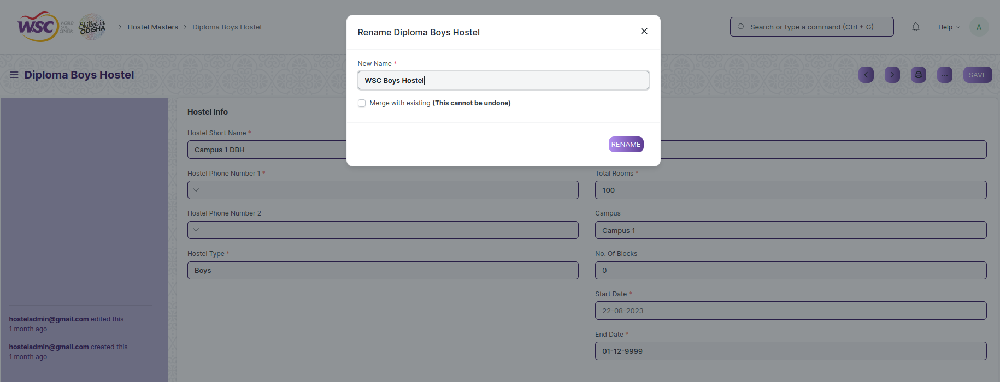 WSC WORLD SKILL CENTER
Skilled in ODISHA
Hostel Masters
Diploma Boys Hostel
Search or type a command (Ctrl + G)
Help
A
Diploma Boys Hostel
SAVE
Rename Diploma Boys Hostel
New Name *
WSC Boys Hostel
Merge with existing (This cannot be undone)
RENAME
Hostel Info
Hostel Short Name *
Campus 1 DBH
Hostel Phone Number 1 *
Hostel Phone Number 2
Hostel Type *
Boys
Total Rooms *
100
Campus
Campus 1
No. Of Blocks
0
Start Date *
22-08-2023
End Date *
01-12-9999
hosteladmin@gmail.com edited this
1 month ago
hosteladmin@gmail.com created this
1 month ago